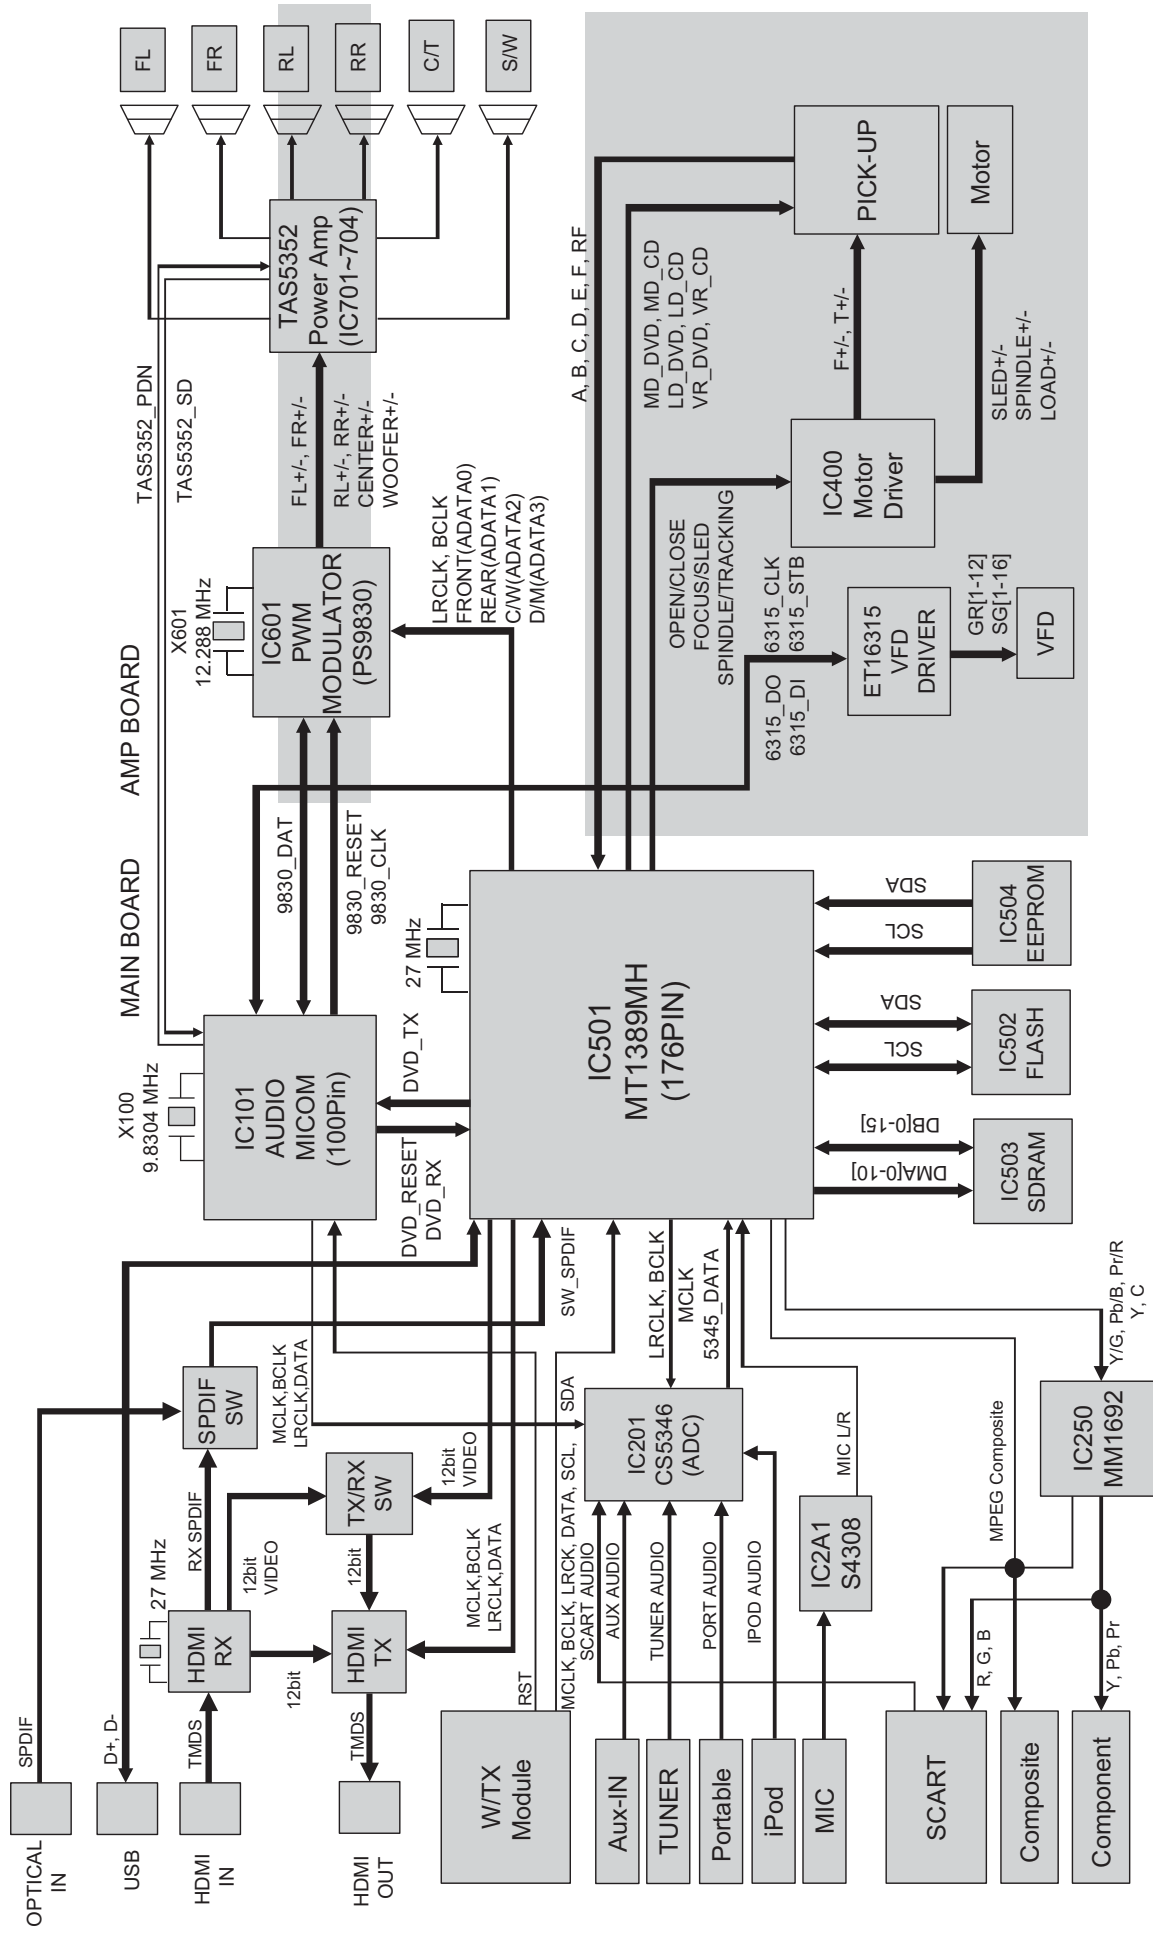 OPTICAL
IN
USB
HDMI
IN
HDMI
OUT
SPDIF
D+, D-
TMDS
TMDS
HDMI
RX
27 MHz
HDMI
TX
12bit
RX SPDIF
12bit
VIDEO
12bit
SPDIF
SW
TX/RX
SW
12bit
VIDEO
MCLK,BCLK
LRCLK,DATA
MCLK,BCLK
LRCLK,DATA
SW_SPDIF
W/TX
Module
RST
MCLK, BCLK, LRCK, DATA, SCL, SDA
SCART AUDIO
Aux-IN
AUX AUDIO
TUNER
TUNER AUDIO
Portable
PORT AUDIO
iPod
IPOD AUDIO
MIC
IC2A1
S4308
MIC L/R
IC201
CS5346
(ADC)
LRCLK, BCLK
MCLK
5345_DATA
SCART
Composite
Component
R, G, B
Y, Pb, Pr
MPEG Composite
IC250
MM1692
Y/G, Pb/B, Pr/R
Y, C
MAIN BOARD
AMP BOARD
X100
9.8304 MHz
IC101
AUDIO
MICOM
(100Pin)
DVD_RESET
DVD_RX
DVD_TX
27 MHz
IC501
MT1389MH
(176PIN)
DMA[0-10]
DB[0-15]
IC503
SDRAM
SCL
SDA
IC502
FLASH
SCL
SDA
IC504
EEPROM
9830_DAT
9830_RESET
9830_CLK
X601
12.288 MHz
IC601
PWM
MODULATOR
(PS9830)
LRCLK, BCLK
FRONT(ADATA0)
REAR(ADATA1)
C/W(ADATA2)
D/M(ADATA3)
TAS5352_PDN
TAS5352_SD
FL+/-, FR+/-
RL+/-, RR+/-
CENTER+/-
WOOFER+/-
TAS5352
Power Amp
(IC701~704)
FL
FR
RL
RR
C/T
S/W
A, B, C, D, E, F, RF
MD_DVD, MD_CD
LD_DVD, LD_CD
VR_DVD, VR_CD
OPEN/CLOSE
FOCUS/SLED
SPINDLE/TRACKING
6315_DO 6315_CLK
6315_DI 6315_STB
ET16315
VFD
DRIVER
GR[1-12]
SG[1-16]
VFD
IC400
Motor
Driver
F+/-, T+/-
SLED+/-
SPINDLE+/-
LOAD+/-
PICK-UP
Motor